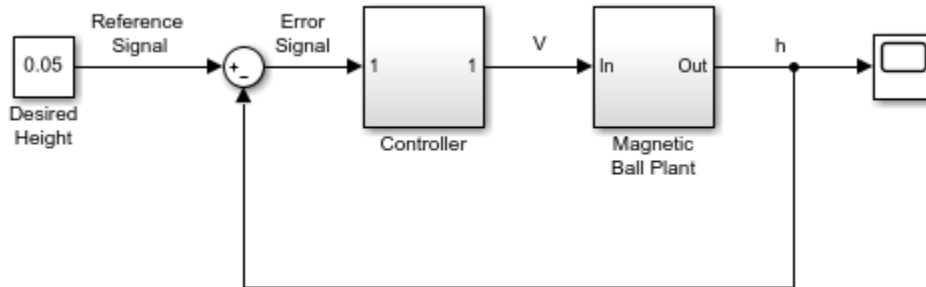 Reference
Signal
Error
Signal
V
h
0.05
+
−
1
1
In
Out
Desired
Height
Controller
Magnetic
Ball Plant